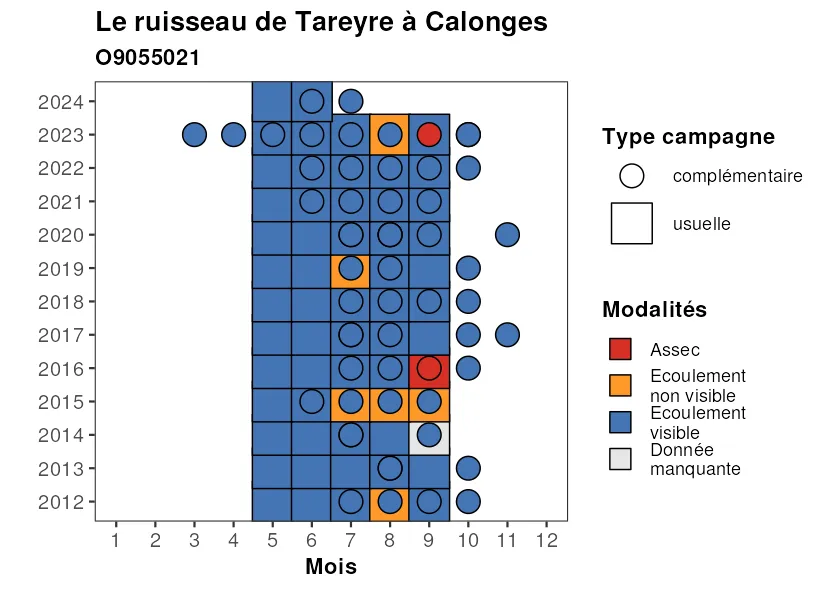 Le ruisseau de Tareyre à Calonges
O9055021
2024
2023
2022
2021
2020
2019
2018
2017
2016
2015
2014
2013
2012
1 2 3 4 5 6 7 8 9 10 11 12
Mois
Type campagne
complémentaire
usuelle
Modalités
Assec
Ecoulement
non visible
Ecoulement
visible
Donnée
manquante